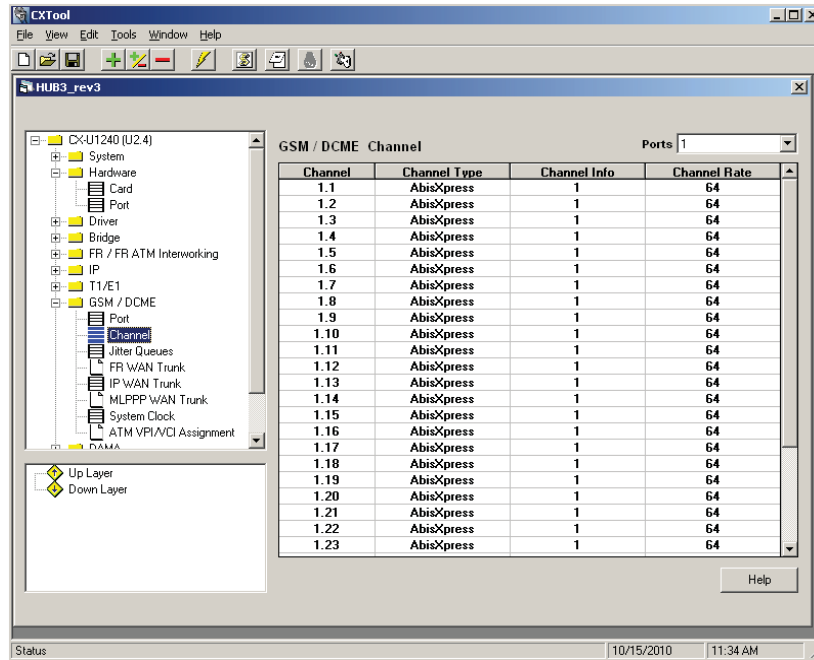 CXTool
File View Edit Tools Window Help
HUB3_rev3
CX-U1240 (U2.4)
System
Hardware
Card
Port
Driver
Bridge
FR / FR ATM Interworking
IP
T1/E1
GSM / DCME
Port
Channel
Jitter Queues
FR WAN Trunk
IP WAN Trunk
MLPPP WAN Trunk
System Clock
ATM VPI/VCI Assignment
DAMA
Up Layer
Down Layer
GSM / DCME Channel
Ports 1
Channel Channel Type Channel Info Channel Rate
1.1 AbisXpress 1 64
1.2 AbisXpress 1 64
1.3 AbisXpress 1 64
1.4 AbisXpress 1 64
1.5 AbisXpress 1 64
1.6 AbisXpress 1 64
1.7 AbisXpress 1 64
1.8 AbisXpress 1 64
1.9 AbisXpress 1 64
1.10 AbisXpress 1 64
1.11 AbisXpress 1 64
1.12 AbisXpress 1 64
1.13 AbisXpress 1 64
1.14 AbisXpress 1 64
1.15 AbisXpress 1 64
1.16 AbisXpress 1 64
1.17 AbisXpress 1 64
1.18 AbisXpress 1 64
1.19 AbisXpress 1 64
1.20 AbisXpress 1 64
1.21 AbisXpress 1 64
1.22 AbisXpress 1 64
1.23 AbisXpress 1 64
Help
Status 10/15/2010 11:34 AM